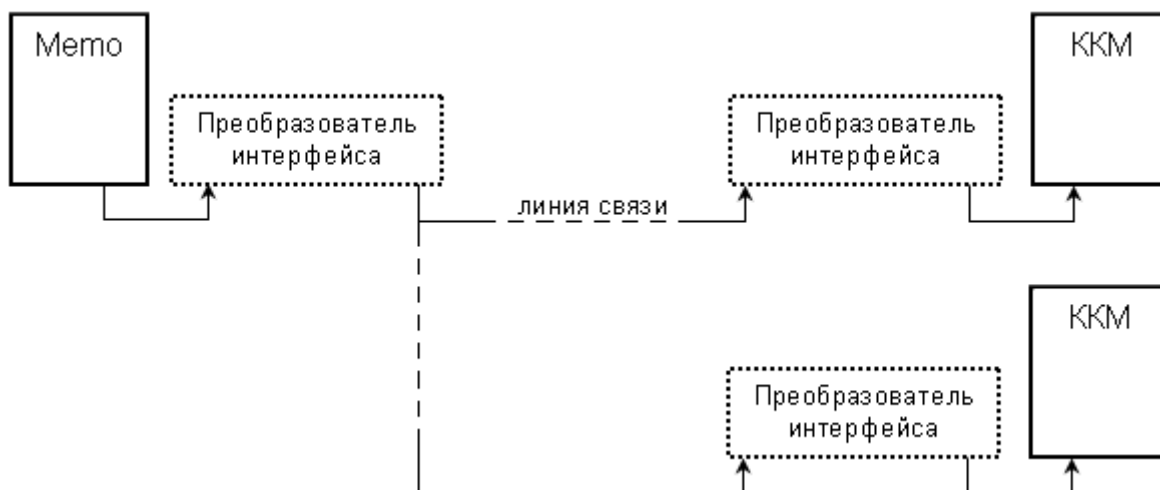 Memo
Преобразователь
интерфейса
Преобразователь
интерфейса
ККМ
линия связи
ККМ
Преобразователь
интерфейса